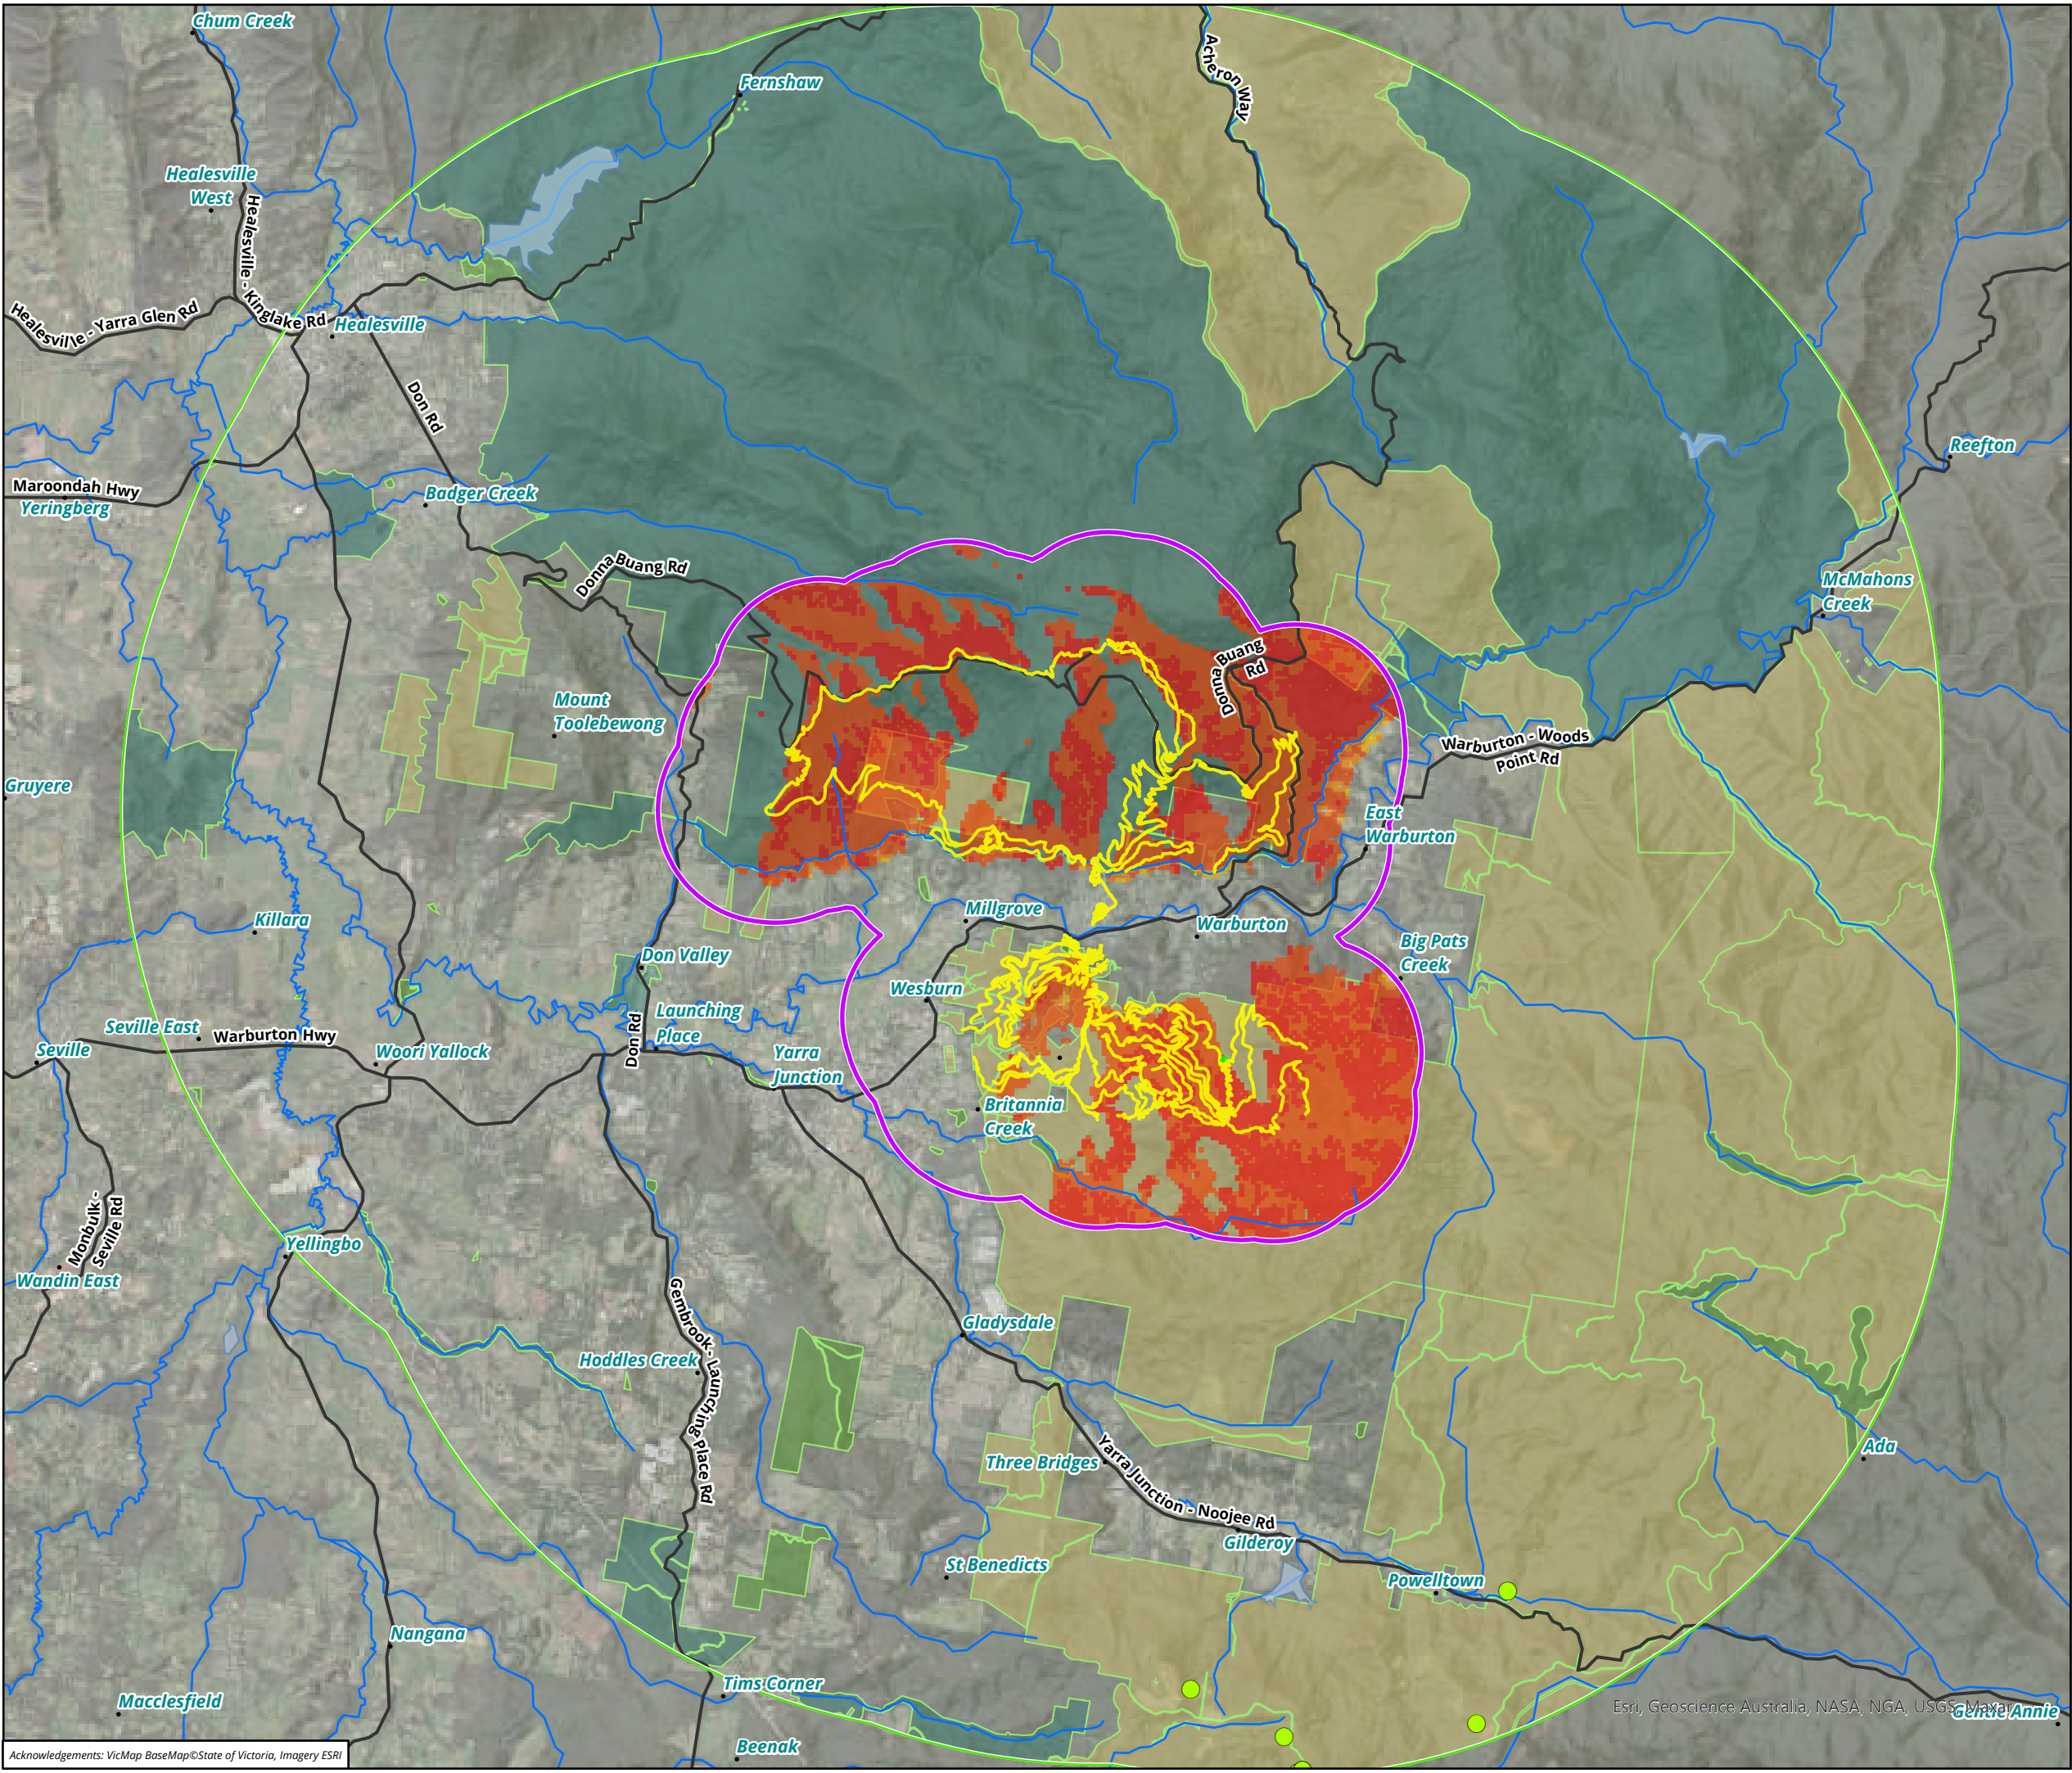 Chum Creek
Fernshaw
Acheron Way
Healesville
West
Healesville - Kinglake Rd
Healesville - Yarra Glen Rd
Healesville
Don Rd
Reefton
Maroondah Hwy
Yeringberg
Badger Creek
Donna Buang Rd
McMahons
Creek
Donna Buang
Rd
Mount
Toolebewong
Warburton - Woods
Point Rd
Gruyere
East
Warburton
Killara
Millgrove
Warburton
Big Pats
Creek
Don Valley
Wesburn
Launching
Place
Seville East
Warburton Hwy
Don Rd
Seville
Woori Yallock
Yarra
Junction
Britannia
Creek
Monbulk -
Seville Rd
Yellingbo
Wandin East
Gembrook - Launching Place Rd
Gladysdale
Hoddles Creek
Three Bridges
Yarra Junction - Noojee Rd
Ada
Gilderoy
St Benedicts
Powelltown
Nangana
Tims Corner
Macclesfield
Esri, Geoscience Australia, NASA, NGA, USGS, Maxar
Gentle Annie
Beenak
Acknowledgements: VicMap BaseMap©State of Victoria, Imagery ESRI